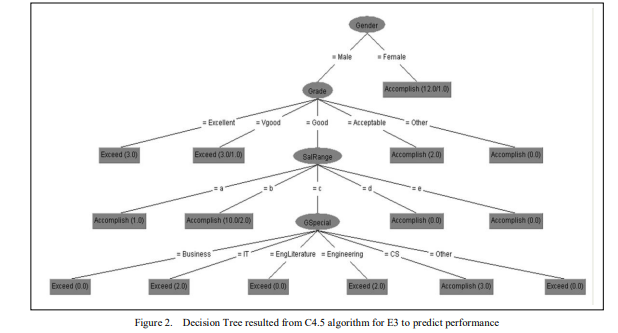 Gender
= Male = Female
Grade Accomplish (12.0/1.0)
= Excellent = Vgood = Good = Acceptable = Other
Exceed (3.0) Exceed (3.0/1.0) SalRange Accomplish (2.0) Accomplish (0.0)
= a = b = c = d = e
Accomplish (1.0) Accomplish (10.0/2.0) GSpecial Accomplish (0.0) Accomplish (0.0)
= Business = IT = EngLiterature = Engineering = CS = Other
Exceed (0.0) Exceed (2.0) Exceed (0.0) Exceed (2.0) Accomplish (3.0) Exceed (0.0)
Figure 2. Decision Tree resulted from C4.5 algorithm for E3 to predict performance